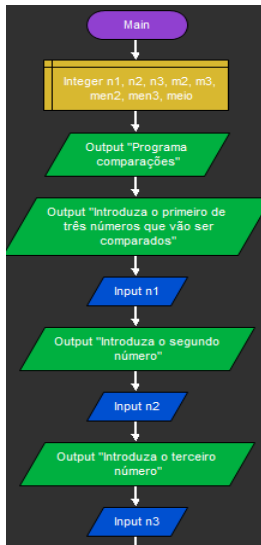 Main
Integer n1, n2, n3, m2, m3,
men2, men3, meio
Output "Programa
comparações"
Output "Introduza o primeiro de
três números que vão ser
comparados"
Input n1
Output "Introduza o segundo
número"
Input n2
Output "Introduza o terceiro
número"
Input n3